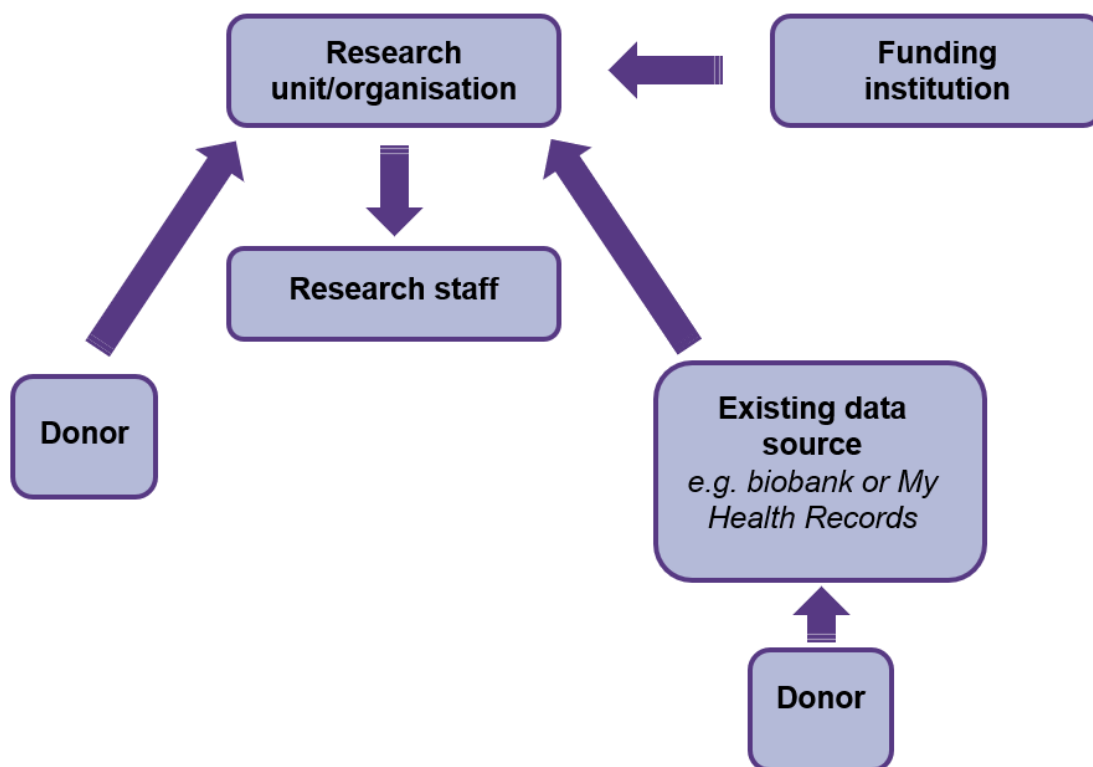 Research
unit/organisation
Funding
institution
Research staff
Donor
Existing data
source
e.g. biobank or My
Health Records
Donor